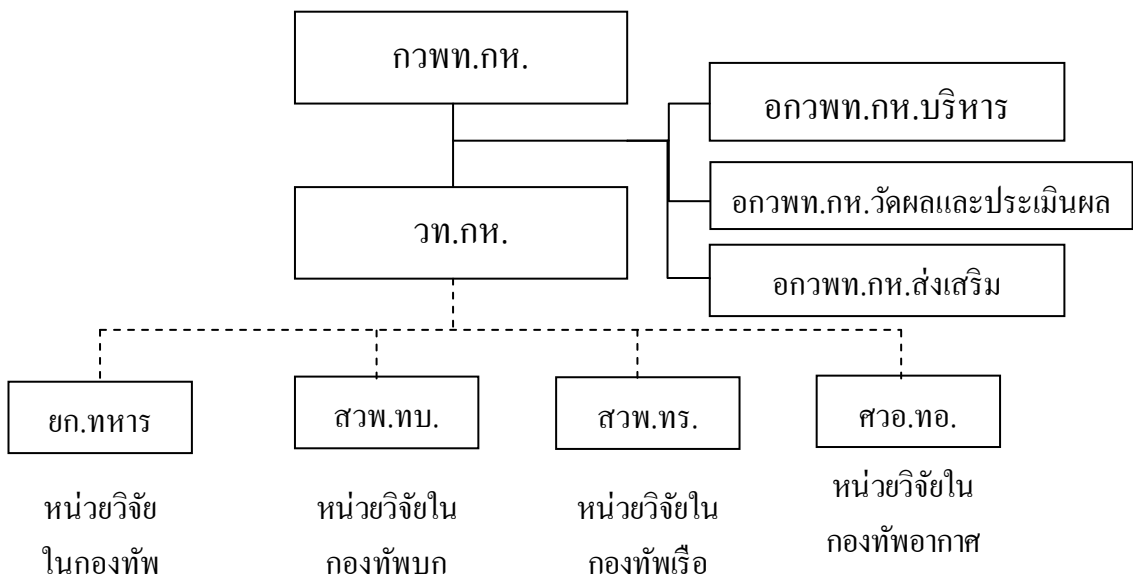 กวพท.กห.
อกวพท.กห.บริหาร
อกวพท.กห.วัดผลและประเมินผล
วท.กห.
อกวพท.กห.ส่งเสริม
ยก.ทหาร
สวพ.ทบ.
สวพ.ทร.
ศวอ.ทอ.
หน่วยวิจัย
ในกองทัพ
หน่วยวิจัยใน
กองทัพบก
หน่วยวิจัยใน
กองทัพเรือ
หน่วยวิจัยใน
กองทัพอากาศ